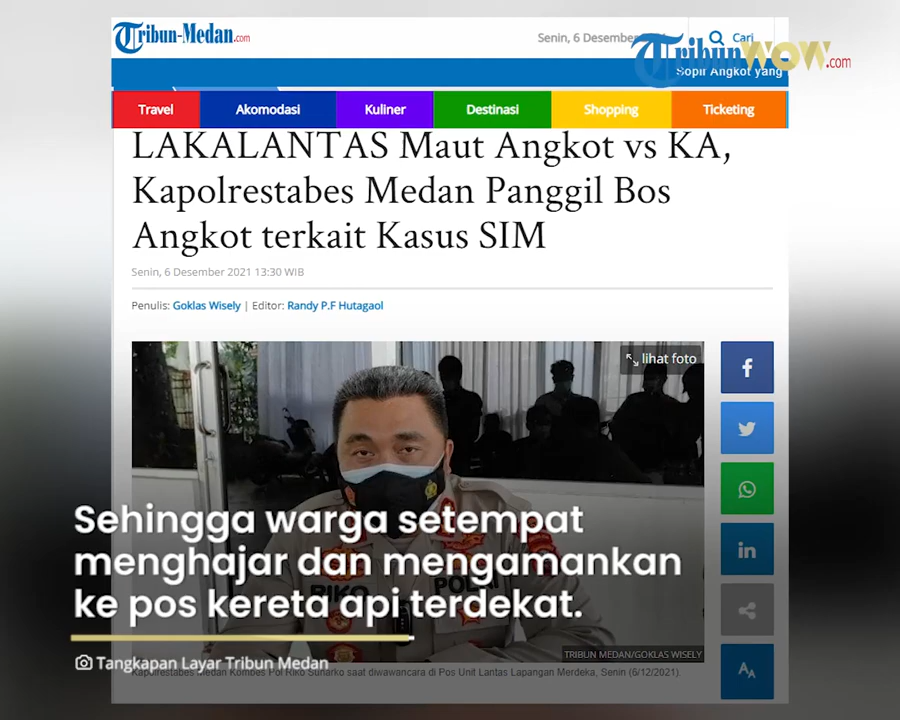 Tribun-Medan.com
Senin, 6 Desember
Cari
TribunWOW.com
Sopir Angkot yang
Travel
Akomodasi
Kuliner
Destinasi
Shopping
Ticketing
LAKALANTAS Maut Angkot vs KA,
Kapolrestabes Medan Panggil Bos
Angkot terkait Kasus SIM
Senin, 6 Desember 2021 13:30 WIB
Penulis: Goklas Wisely | Editor: Randy P.F Hutagaol
lihat foto
Sehingga warga setempat
menghajar dan mengamankan
ke pos kereta api terdekat.
RIKO
POLRI
TRIBUN MEDAN/GOKLAS WISELY
Tangkapan Layar Tribun Medan
Kapolrestabes Medan Kombes Pol Riko Sunarko saat diwawancara di Pos Unit Lantas Lapangan Merdeka, Senin (6/12/2021).
AA